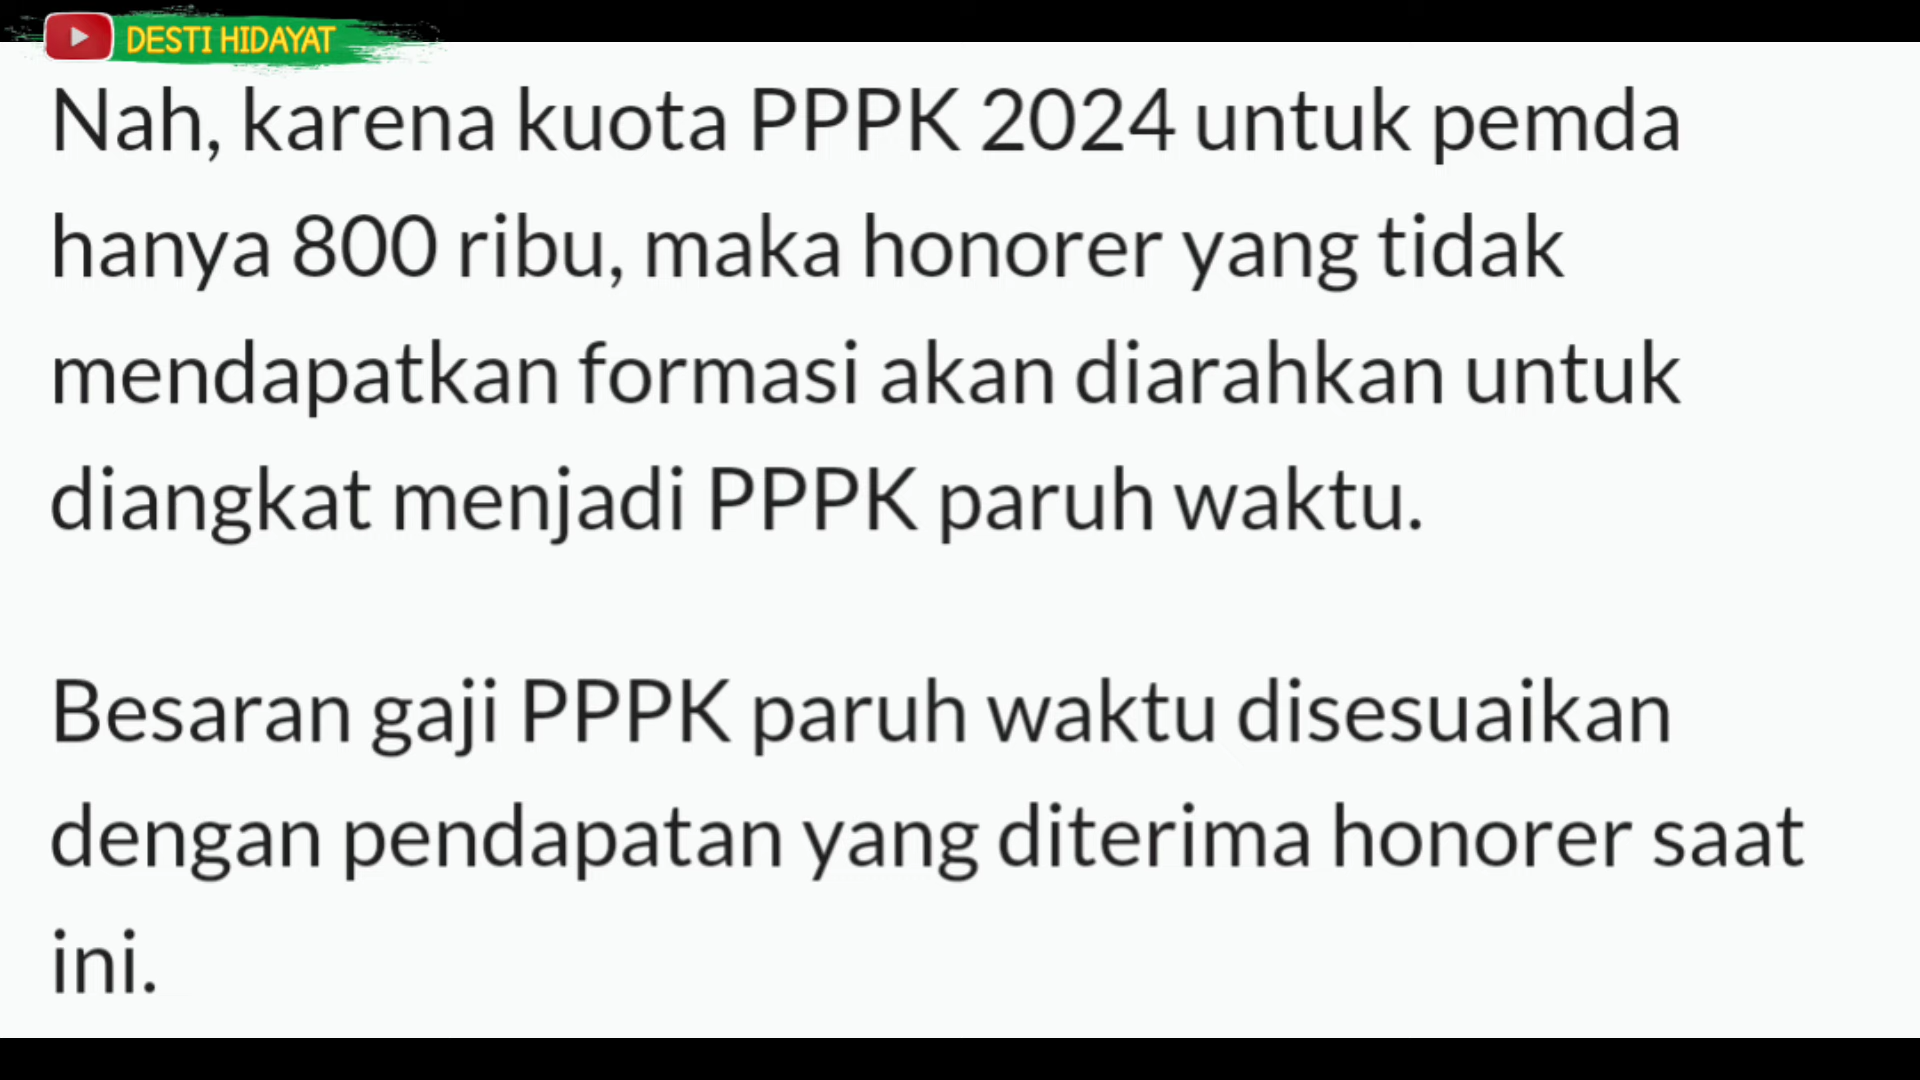 DESTI HIDAYAT
Nah, karena kuota PPPK 2024 untuk pemda
hanya 800 ribu, maka honorer yang tidak
mendapatkan formasi akan diarahkan untuk
diangkat menjadi PPPK paruh waktu.
Besaran gaji PPPK paruh waktu disesuaikan
dengan pendapatan yang diterima honorer saat
ini.